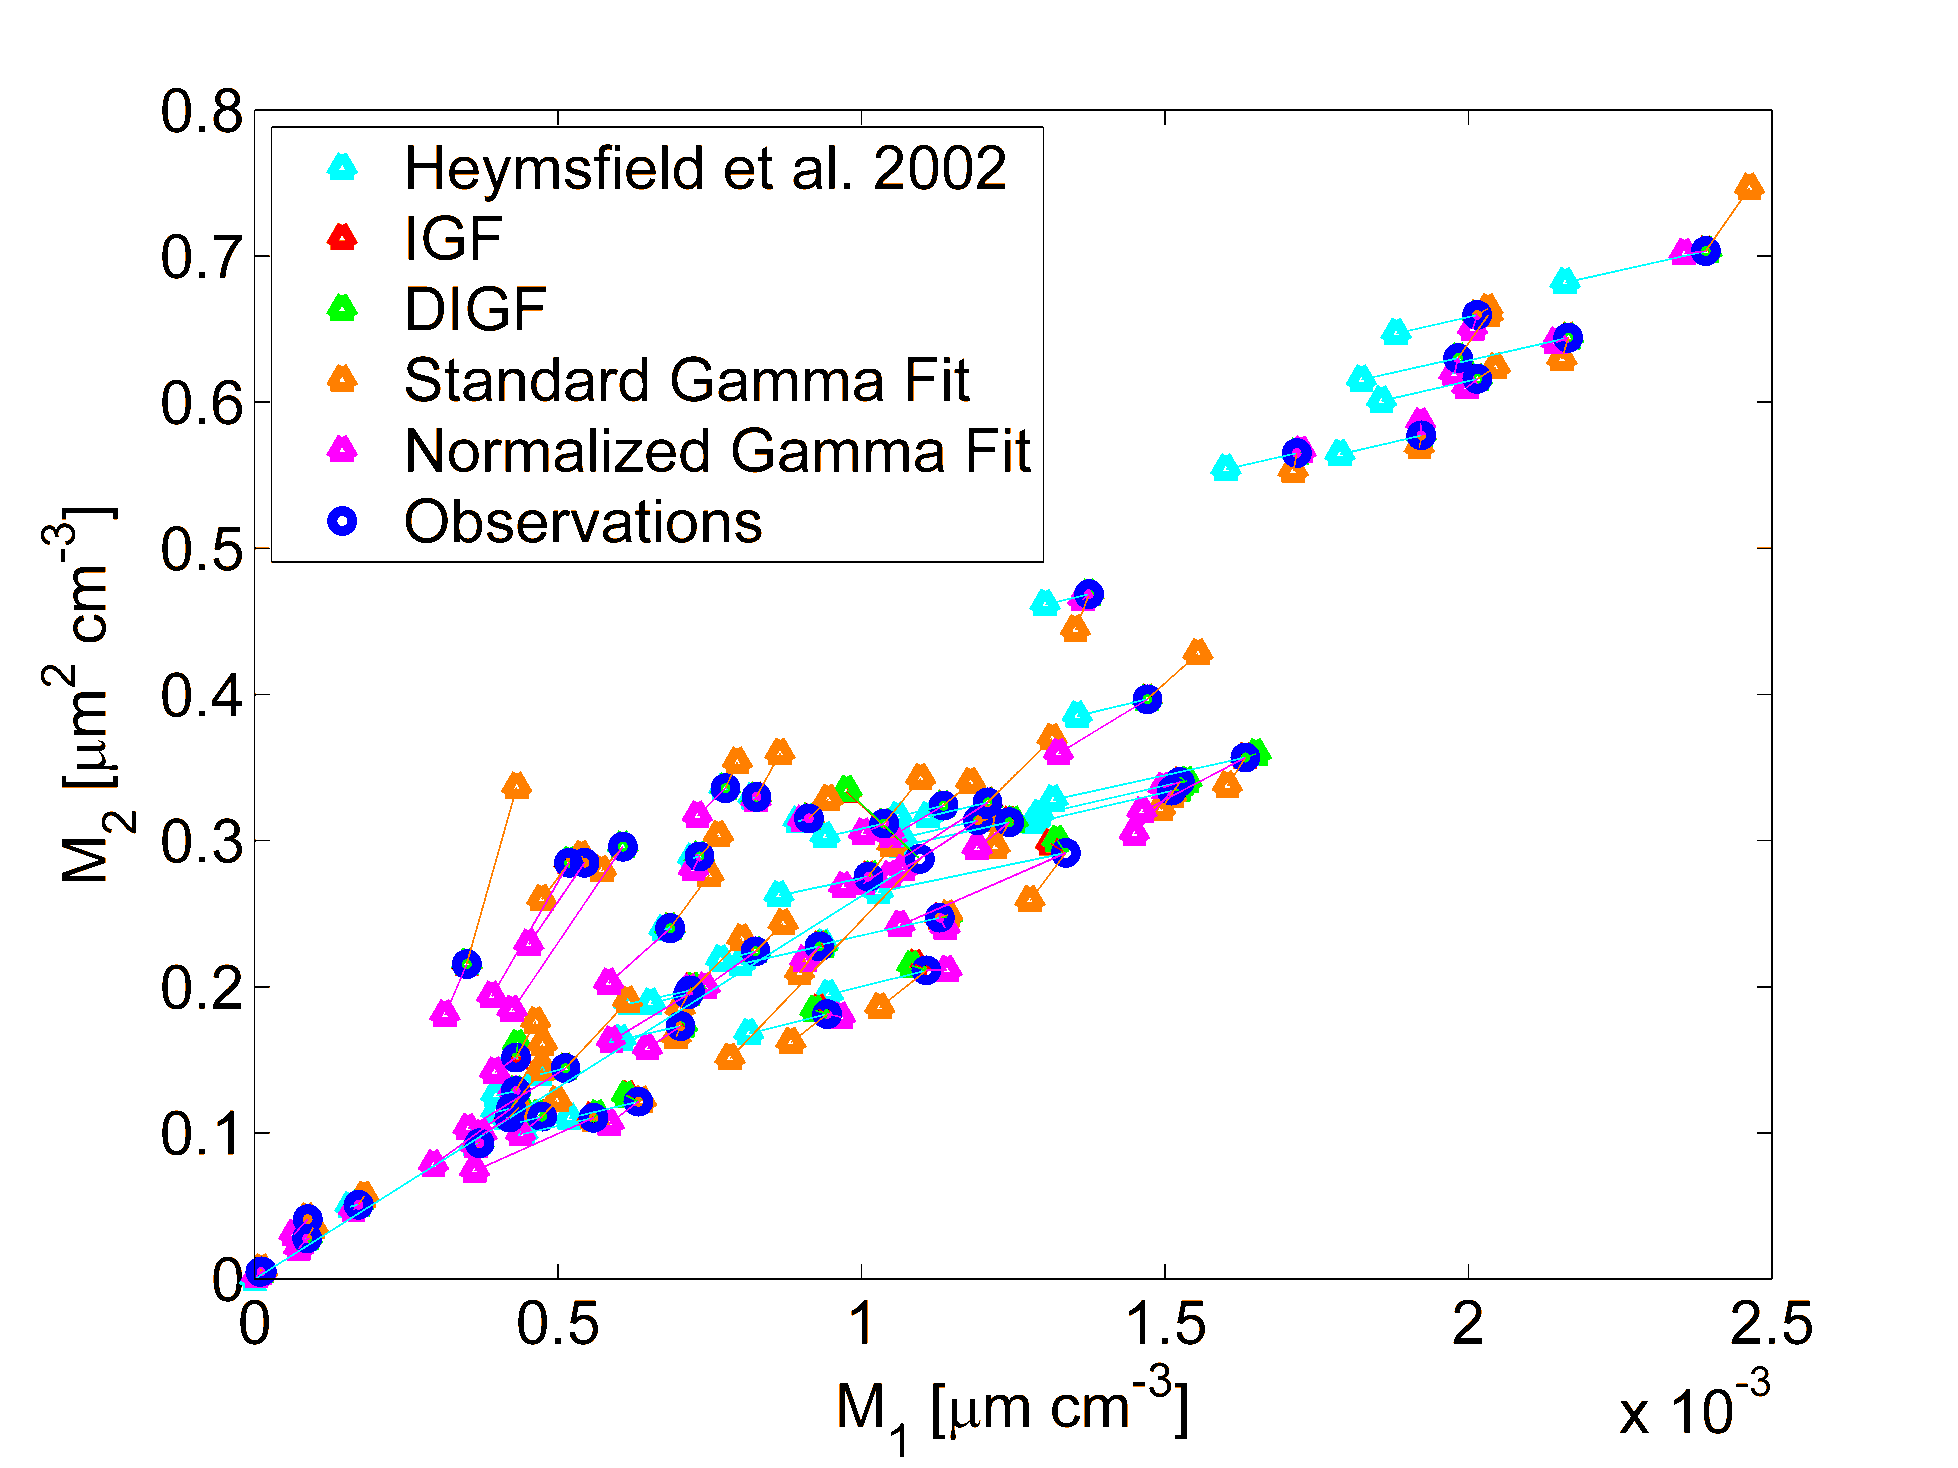 0.8
0.7
0.6
0.5
0.4
0.3
0.2
0.1
0
M2 [μm2 cm-3]
Heymsfield et al. 2002
IGF
DIGF
Standard Gamma Fit
Normalized Gamma Fit
Observations
0 0.5 1 1.5 2 2.5
M1 [μm cm-3]
x 10-3